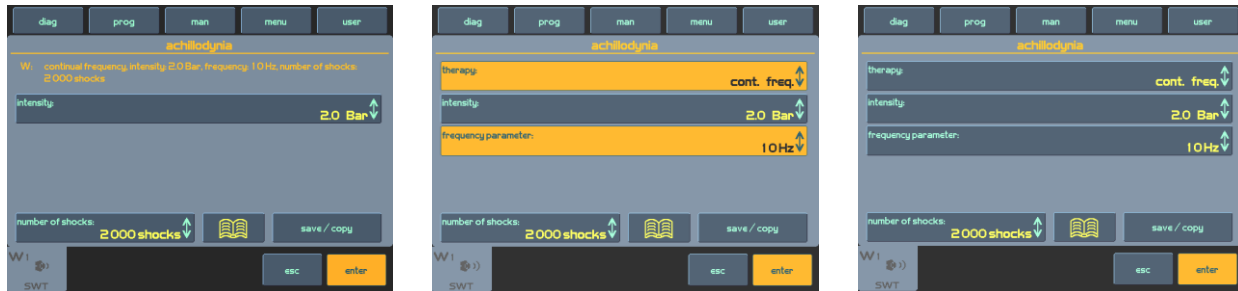 diag prog man menu user
achillodynia
W: continual frequency, intensity: 2.0 Bar, frequency: 10 Hz, number of shocks:
2 000 shocks
intensity:
2.0 Bar
number of shocks:
2 000 shocks
save / copy
W 1
esc
enter
SWT
diag prog man menu user
achillodynia
therapy:
cont. freq.
intensity:
2.0 Bar
frequency parameter:
10 Hz
number of shocks:
2 000 shocks
save / copy
W 1
esc
enter
SWT
diag prog man menu user
achillodynia
therapy:
cont. freq.
intensity:
2.0 Bar
frequency parameter:
10 Hz
number of shocks:
2 000 shocks
save / copy
W 1
esc
enter
SWT